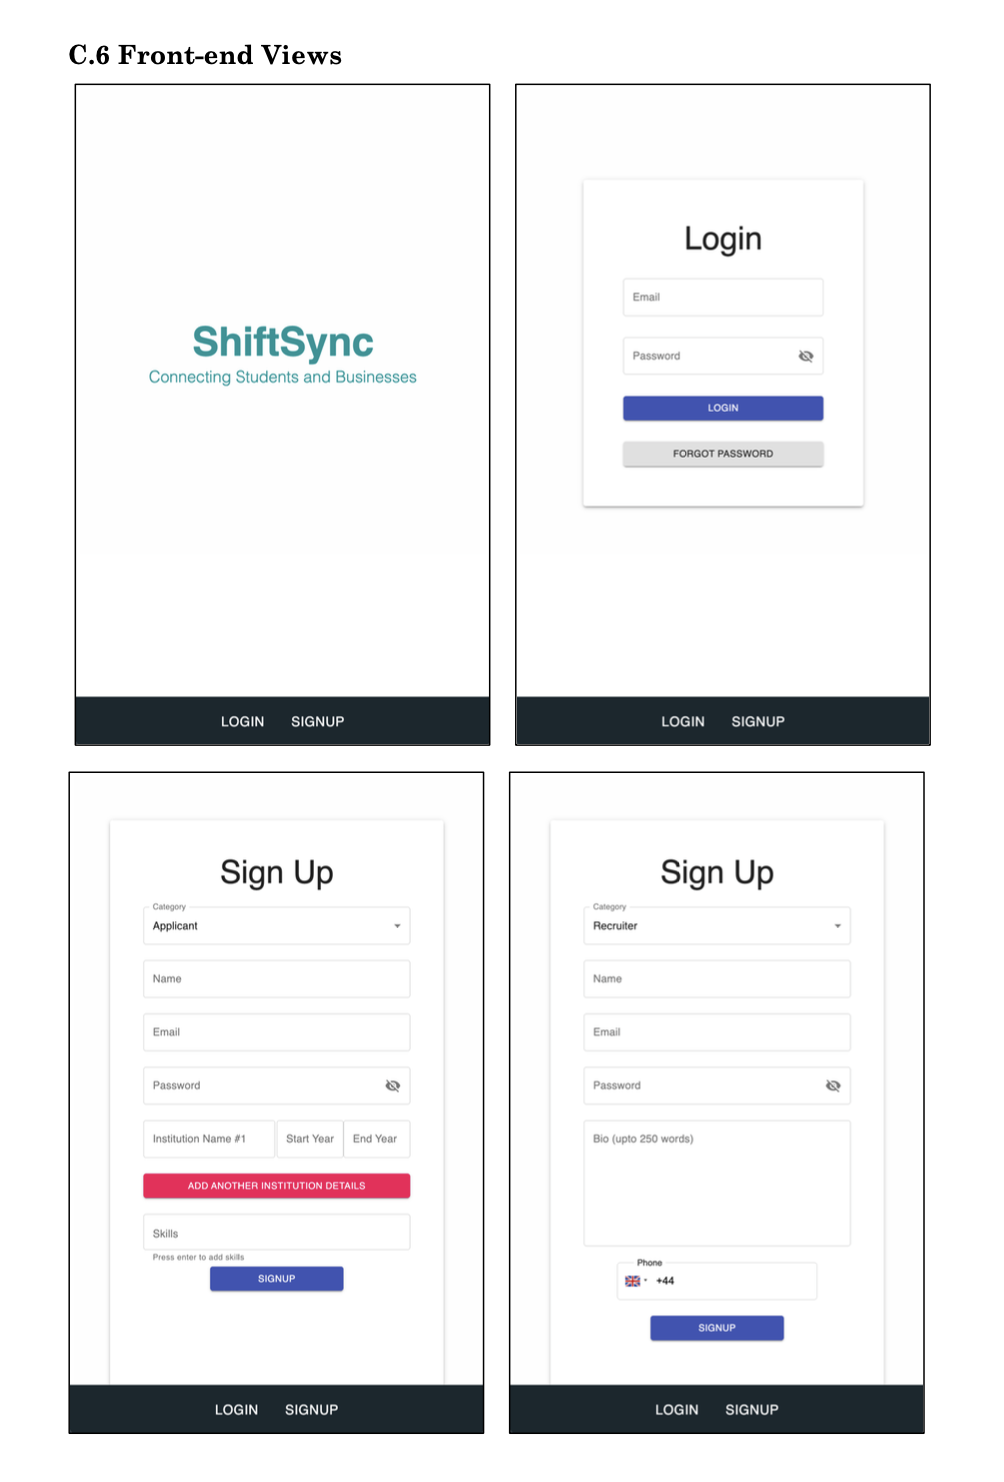 C.6 Front-end Views
ShiftSync
Connecting Students and Businesses
LOGIN SIGNUP
Login
Email
Password
LOGIN
FORGOT PASSWORD
LOGIN SIGNUP
Sign Up
Category
Applicant
Name
Email
Password
Institution Name #1 Start Year End Year
ADD ANOTHER INSTITUTION DETAILS
Skills
Press enter to add skills
SIGNUP
LOGIN SIGNUP
Sign Up
Category
Recruiter
Name
Email
Password
Bio (upto 250 words)
Phone
+44
SIGNUP
LOGIN SIGNUP